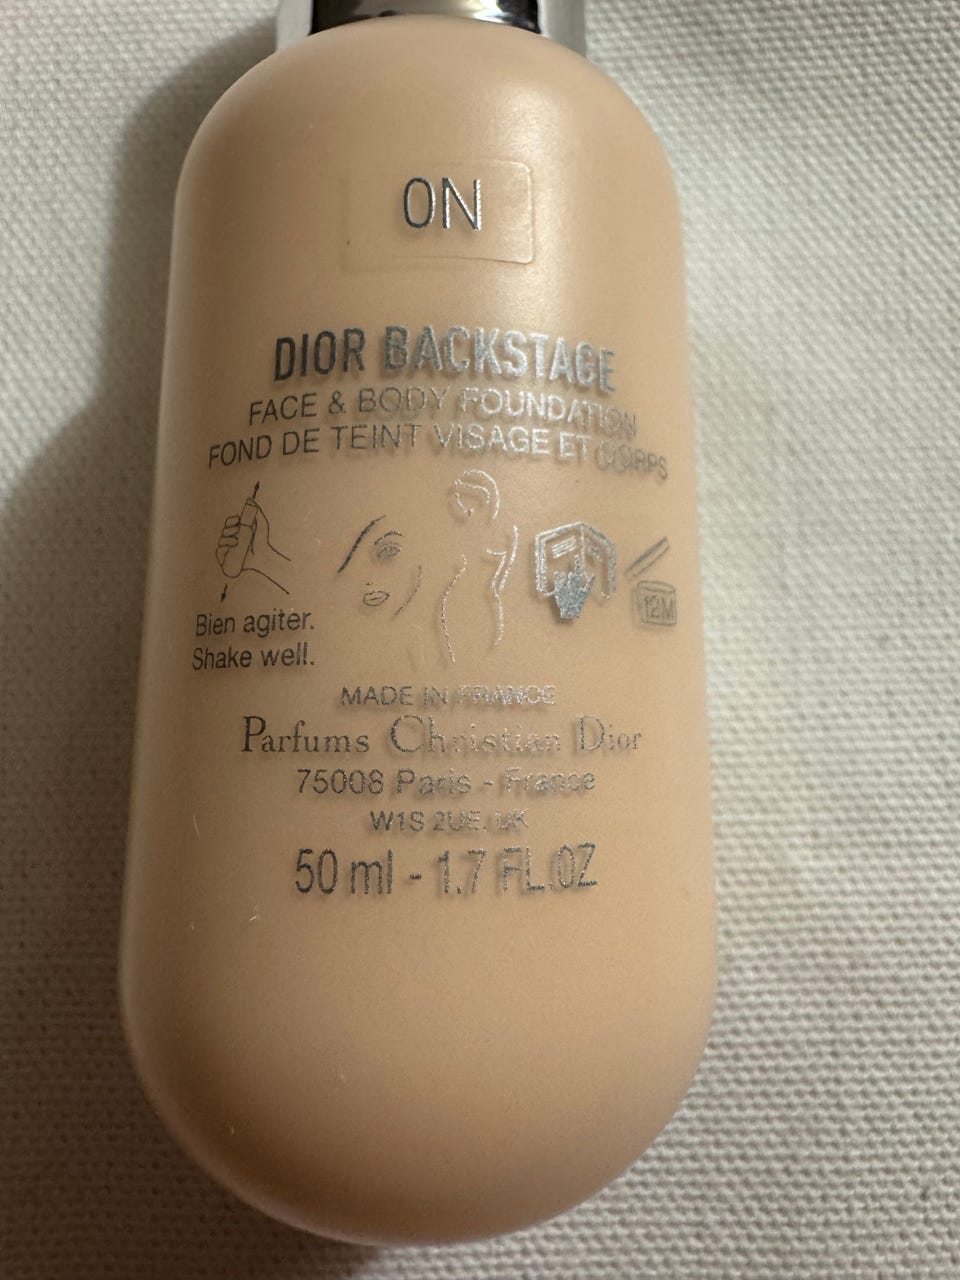 0N
DIOR BACKSTAGE
FACE & BODY FOUNDATION
FOND DE TEINT VISAGE ET CORPS
12M
Bien agiter.
Shake well.
MADE IN FRANCE
Parfums Christian Dior
75008 Paris - France
W1S 2UE, UK
50 ml - 1.7 FL.OZ